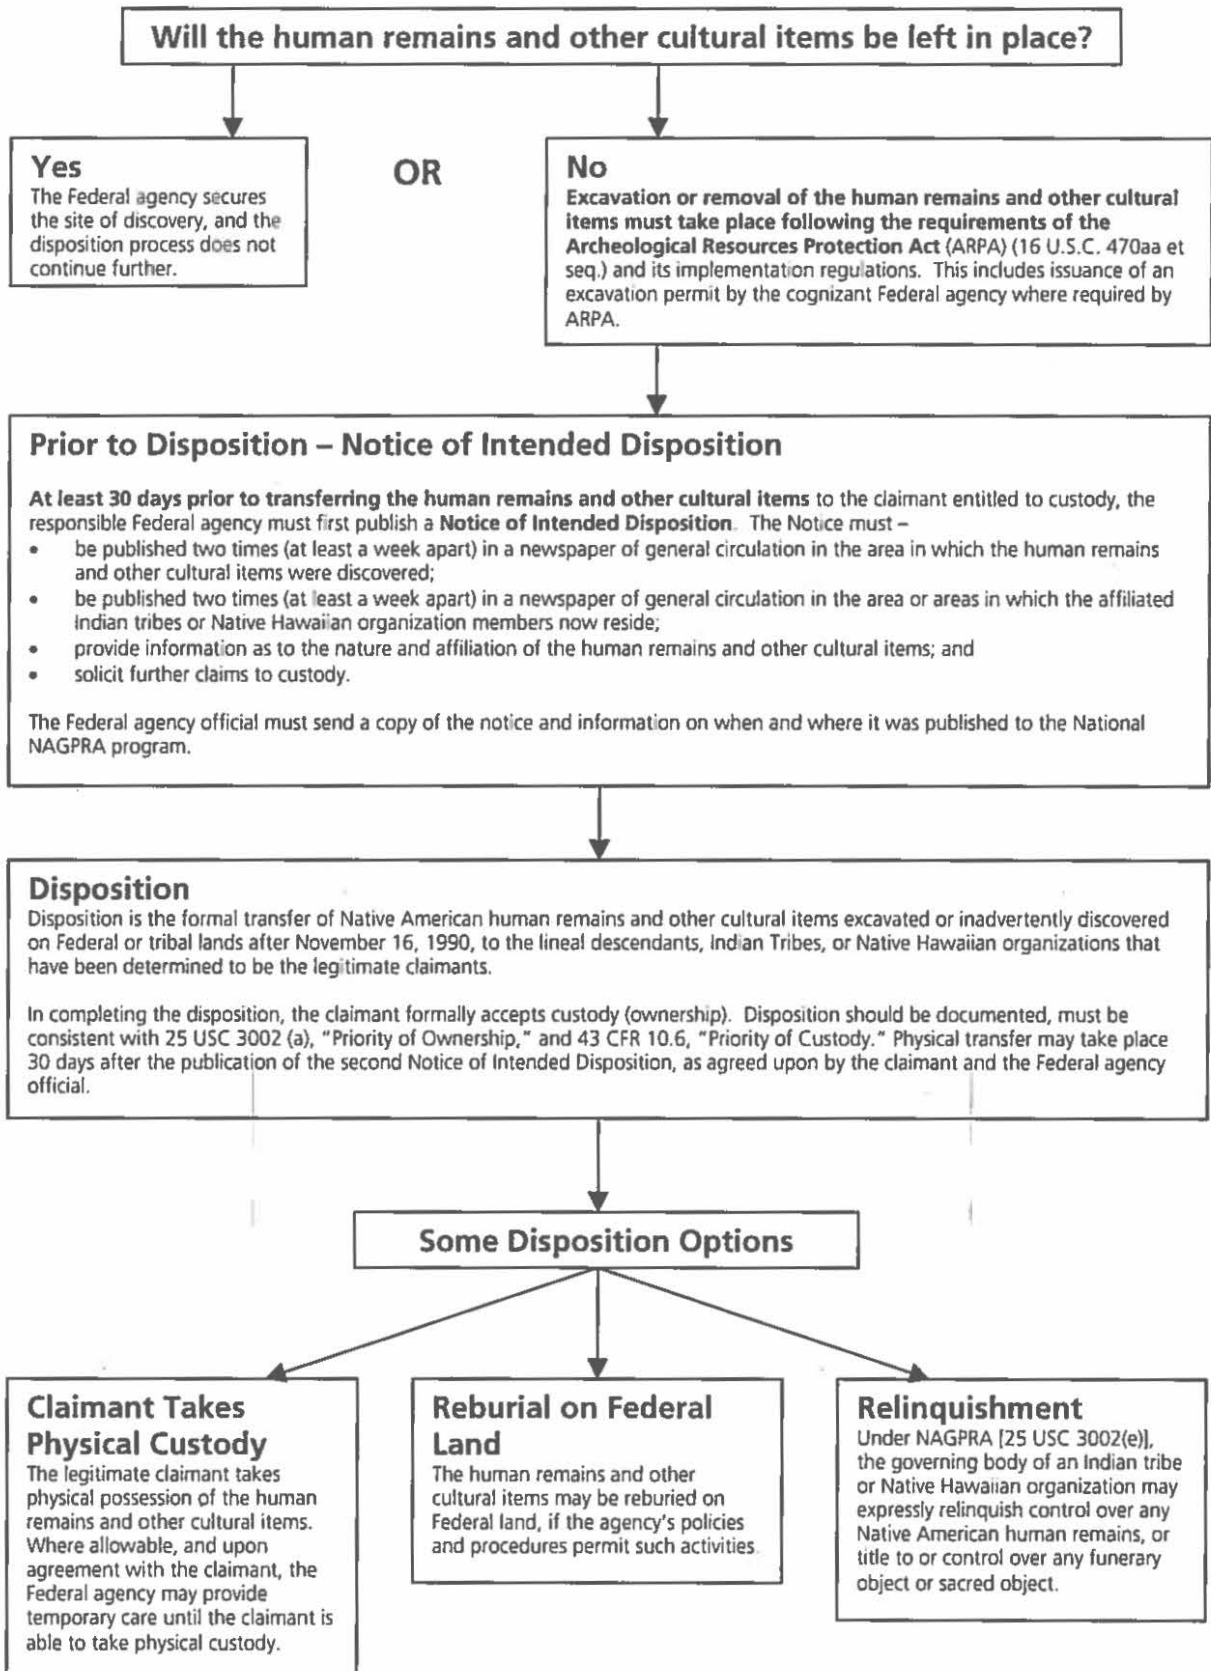 Will the human remains and other cultural items be left in place?
Yes
The Federal agency secures
the site of discovery, and the
disposition process does not
continue further.
OR
No
Excavation or removal of the human remains and other cultural
items must take place following the requirements of the
Archeological Resources Protection Act (ARPA) (16 U.S.C. 470aa et
seq.) and its implementation regulations. This includes issuance of an
excavation permit by the cognizant Federal agency where required by
ARPA.
Prior to Disposition – Notice of Intended Disposition
At least 30 days prior to transferring the human remains and other cultural items to the claimant entitled to custody, the
responsible Federal agency must first publish a Notice of Intended Disposition. The Notice must –
• be published two times (at least a week apart) in a newspaper of general circulation in the area in which the human remains
and other cultural items were discovered;
• be published two times (at least a week apart) in a newspaper of general circulation in the area or areas in which the affiliated
Indian tribes or Native Hawaiian organization members now reside;
• provide information as to the nature and affiliation of the human remains and other cultural items; and
• solicit further claims to custody.
The Federal agency official must send a copy of the notice and information on when and where it was published to the National
NAGPRA program.
Disposition
Disposition is the formal transfer of Native American human remains and other cultural items excavated or inadvertently discovered
on Federal or tribal lands after November 16, 1990, to the lineal descendants, Indian Tribes, or Native Hawaiian organizations that
have been determined to be the legitimate claimants.
In completing the disposition, the claimant formally accepts custody (ownership). Disposition should be documented, must be
consistent with 25 USC 3002 (a), "Priority of Ownership," and 43 CFR 10.6, "Priority of Custody." Physical transfer may take place
30 days after the publication of the second Notice of Intended Disposition, as agreed upon by the claimant and the Federal agency
official.
Some Disposition Options
Claimant Takes
Physical Custody
The legitimate claimant takes
physical possession of the human
remains and other cultural items.
Where allowable, and upon
agreement with the claimant, the
Federal agency may provide
temporary care until the claimant is
able to take physical custody.
Reburial on Federal
Land
The human remains and other
cultural items may be reburied on
Federal land, if the agency's policies
and procedures permit such activities.
Relinquishment
Under NAGPRA [25 USC 3002(e)],
the governing body of an Indian tribe
or Native Hawaiian organization may
expressly relinquish control over any
Native American human remains, or
title to or control over any funerary
object or sacred object.